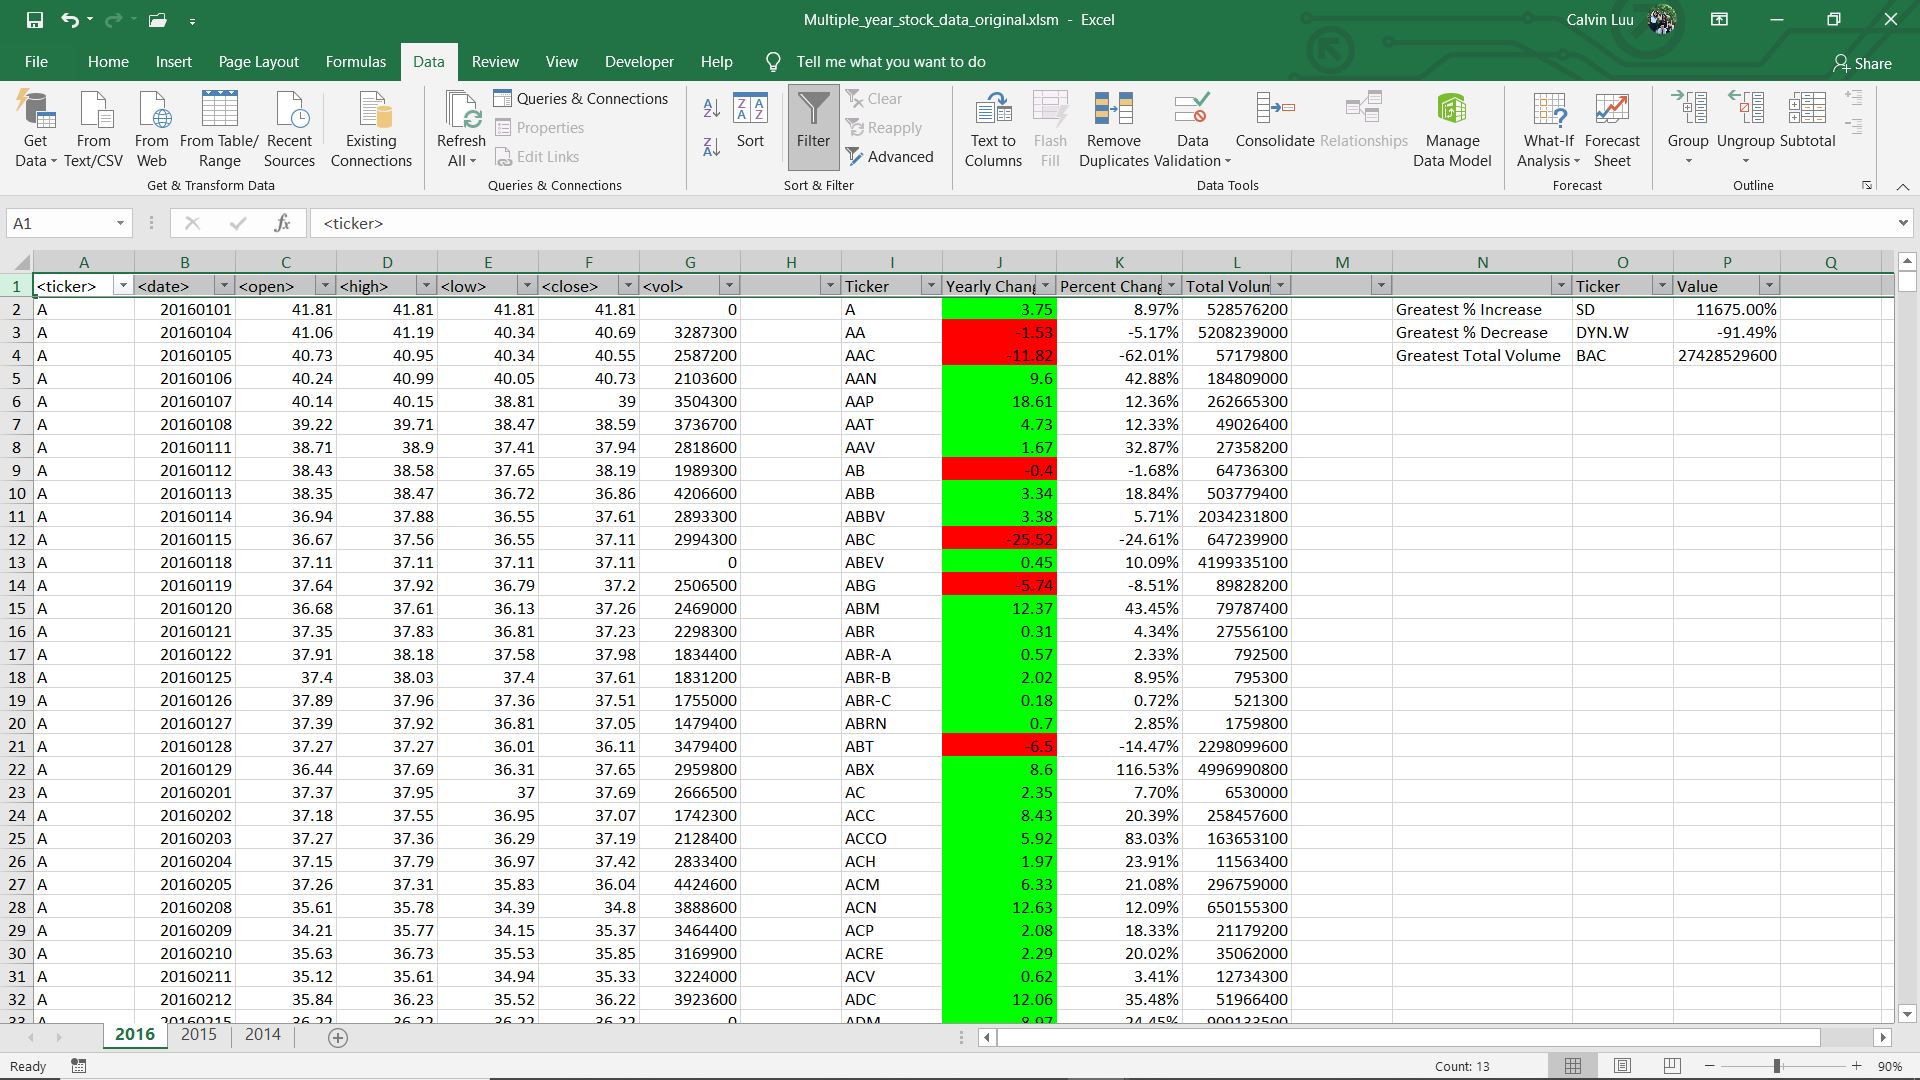 Multiple_year_stock_data_original.xlsm - Excel
Calvin Luu
File Home Insert Page Layout Formulas Data Review View Developer Help Tell me what you want to do
Share
Get Data
From Text/CSV
From Web
From Table/ Range
Recent Sources
Existing Connections
Get & Transform Data
Refresh All
Queries & Connections
Properties
Edit Links
Queries & Connections
Sort
Filter
Clear
Reapply
Advanced
Sort & Filter
Text to Columns
Flash Fill
Remove Duplicates
Data Validation
Consolidate
Relationships
Manage Data Model
Data Tools
What-If Analysis
Forecast Sheet
Forecast
Group
Ungroup
Subtotal
Outline
A1 fx <ticker>
A B C D E F G H I J K L M N O P Q
1 <ticker> <date> <open> <high> <low> <close> <vol> Ticker Yearly Chang Percent Chang Total Volun Ticker Value
2 A 20160101 41.81 41.81 41.81 41.81 0 A 3.75 8.97% 528576200 Greatest % Increase SD 11675.00%
3 A 20160104 41.06 41.19 40.34 40.69 3287300 AA -1.53 -5.17% 5208239000 Greatest % Decrease DYN.W -91.49%
4 A 20160105 40.73 40.95 40.34 40.55 2587200 AAC -11.82 -62.01% 57179800 Greatest Total Volume BAC 27428529600
5 A 20160106 40.24 40.99 40.05 40.73 2103600 AAN 9.6 42.88% 184809000
6 A 20160107 40.14 40.15 38.81 39 3504300 AAP 18.61 12.36% 262665300
7 A 20160108 39.22 39.71 38.47 38.59 3736700 AAT 4.73 12.33% 49026400
8 A 20160111 38.71 38.9 37.41 37.94 2818600 AAV 1.67 32.87% 27358200
9 A 20160112 38.43 38.58 37.65 38.19 1989300 AB -0.4 -1.68% 64736300
10 A 20160113 38.35 38.47 36.72 36.86 4206600 ABB 3.34 18.84% 503779400
11 A 20160114 36.94 37.88 36.55 37.61 2893300 ABBV 3.38 5.71% 2034231800
12 A 20160115 36.67 37.56 36.55 37.11 2994300 ABC -25.52 -24.61% 647239900
13 A 20160118 37.11 37.11 37.11 37.11 0 ABEV 0.45 10.09% 4199335100
14 A 20160119 37.64 37.92 36.79 37.2 2506500 ABG -5.74 -8.51% 89828200
15 A 20160120 36.68 37.61 36.13 37.26 2469000 ABM 12.37 43.45% 79787400
16 A 20160121 37.35 37.83 36.81 37.23 2298300 ABR 0.31 4.34% 27556100
17 A 20160122 37.91 38.18 37.58 37.98 1834400 ABR-A 0.57 2.33% 792500
18 A 20160125 37.4 38.03 37.4 37.61 1831200 ABR-B 2.02 8.95% 795300
19 A 20160126 37.89 37.96 37.36 37.51 1755000 ABR-C 0.18 0.72% 521300
20 A 20160127 37.39 37.92 36.81 37.05 1479400 ABRN 0.7 2.85% 1759800
21 A 20160128 37.27 37.27 36.01 36.11 3479400 ABT -6.5 -14.47% 2298099600
22 A 20160129 36.44 37.69 36.31 37.65 2959800 ABX 8.6 116.53% 4996990800
23 A 20160201 37.37 37.95 37 37.69 2666500 AC 2.35 7.70% 6530000
24 A 20160202 37.18 37.55 36.95 37.07 1742300 ACC 8.43 20.39% 258457600
25 A 20160203 37.27 37.36 36.29 37.19 2128400 ACCO 5.92 83.03% 163653100
26 A 20160204 37.15 37.79 36.97 37.42 2833400 ACH 1.97 23.91% 11563400
27 A 20160205 37.26 37.31 35.83 36.04 4424600 ACM 6.33 21.08% 296759000
28 A 20160208 35.61 35.78 34.39 34.8 3888600 ACN 12.63 12.09% 650155300
29 A 20160209 34.21 35.77 34.15 35.37 3464400 ACP 2.08 18.33% 21179200
30 A 20160210 35.63 36.73 35.53 35.85 3169900 ACRE 2.29 20.02% 35062000
31 A 20160211 35.12 35.61 34.94 35.33 3224000 ACV 0.62 3.41% 12734300
32 A 20160212 35.84 36.23 35.52 36.22 3923600 ADC 12.06 35.48% 51966400
33 A 20160215 36.22 36.22 36.22 36.22 0 ADM 8.97 24.45% 909133500
2016 2015 2014
Ready Count: 13 90%